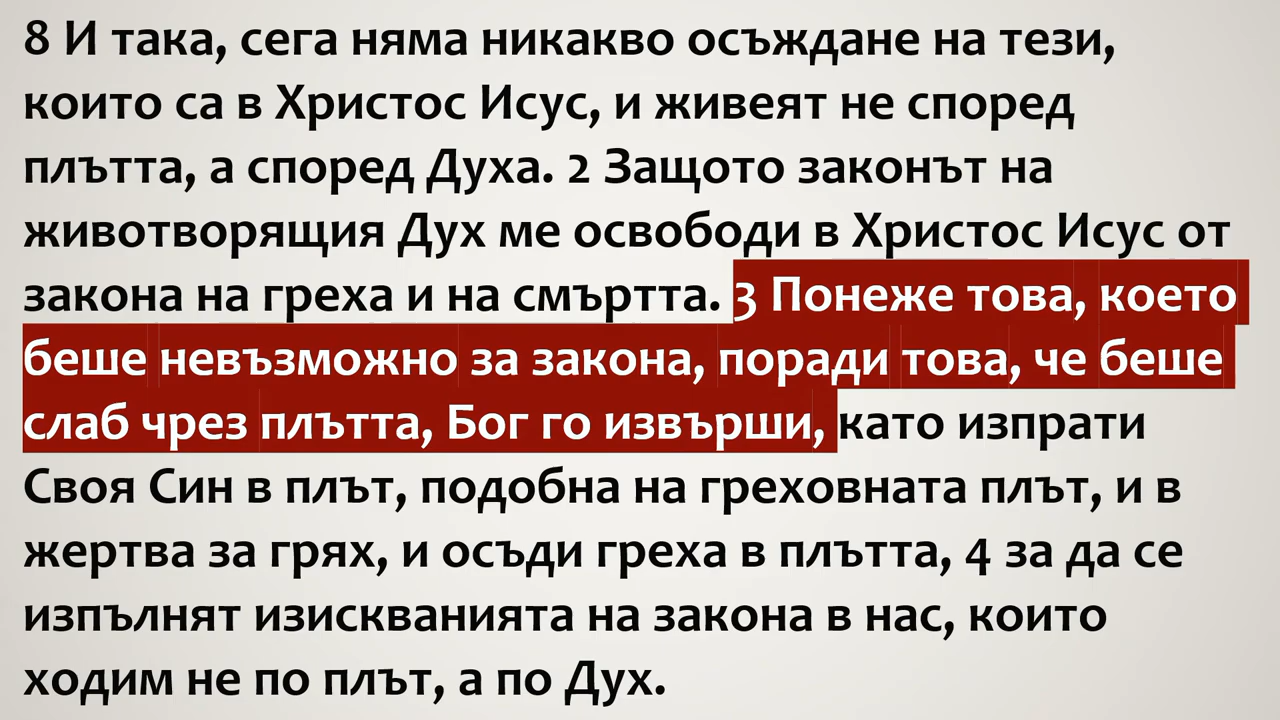 8 И така, сега няма никакво осъждане на тези,
които са в Христос Исус, и живеят не според
плътта, а според Духа. 2 Защото законът на
животворящия Дух ме освободи в Христос Исус от
закона на греха и на смъртта. 3 Понеже това, което
беше невъзможно за закона, поради това, че беше
слаб чрез плътта, Бог го извърши, като изпрати
Своя Син в плът, подобна на греховната плът, и в
жертва за грях, и осъди греха в плътта, 4 за да се
изпълнят изискванията на закона в нас, които
ходим не по плът, а по Дух.